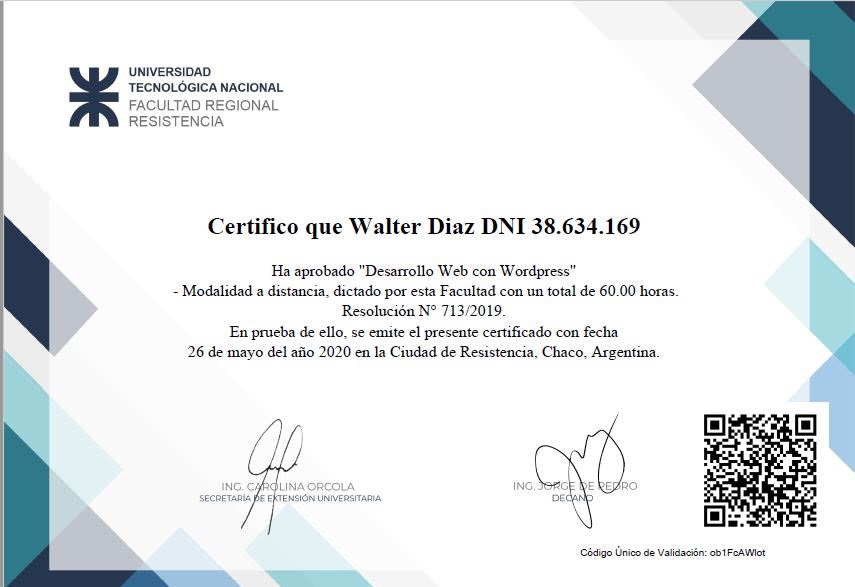 UNIVERSIDAD
TECNOLÓGICA NACIONAL
FACULTAD REGIONAL
RESISTENCIA
Certifico que Walter Diaz DNI 38.634.169
Ha aprobado "Desarrollo Web con Wordpress"
- Modalidad a distancia, dictado por esta Facultad con un total de 60.00 horas.
Resolución N° 713/2019.
En prueba de ello, se emite el presente certificado con fecha
26 de mayo del año 2020 en la Ciudad de Resistencia, Chaco, Argentina.
ING. CAROLINA ORCOLA
SECRETARÍA DE EXTENSIÓN UNIVERSITARIA
ING. JORGE DE PEDRO
DECANO
Código Único de Validación: ob1FcAWlot